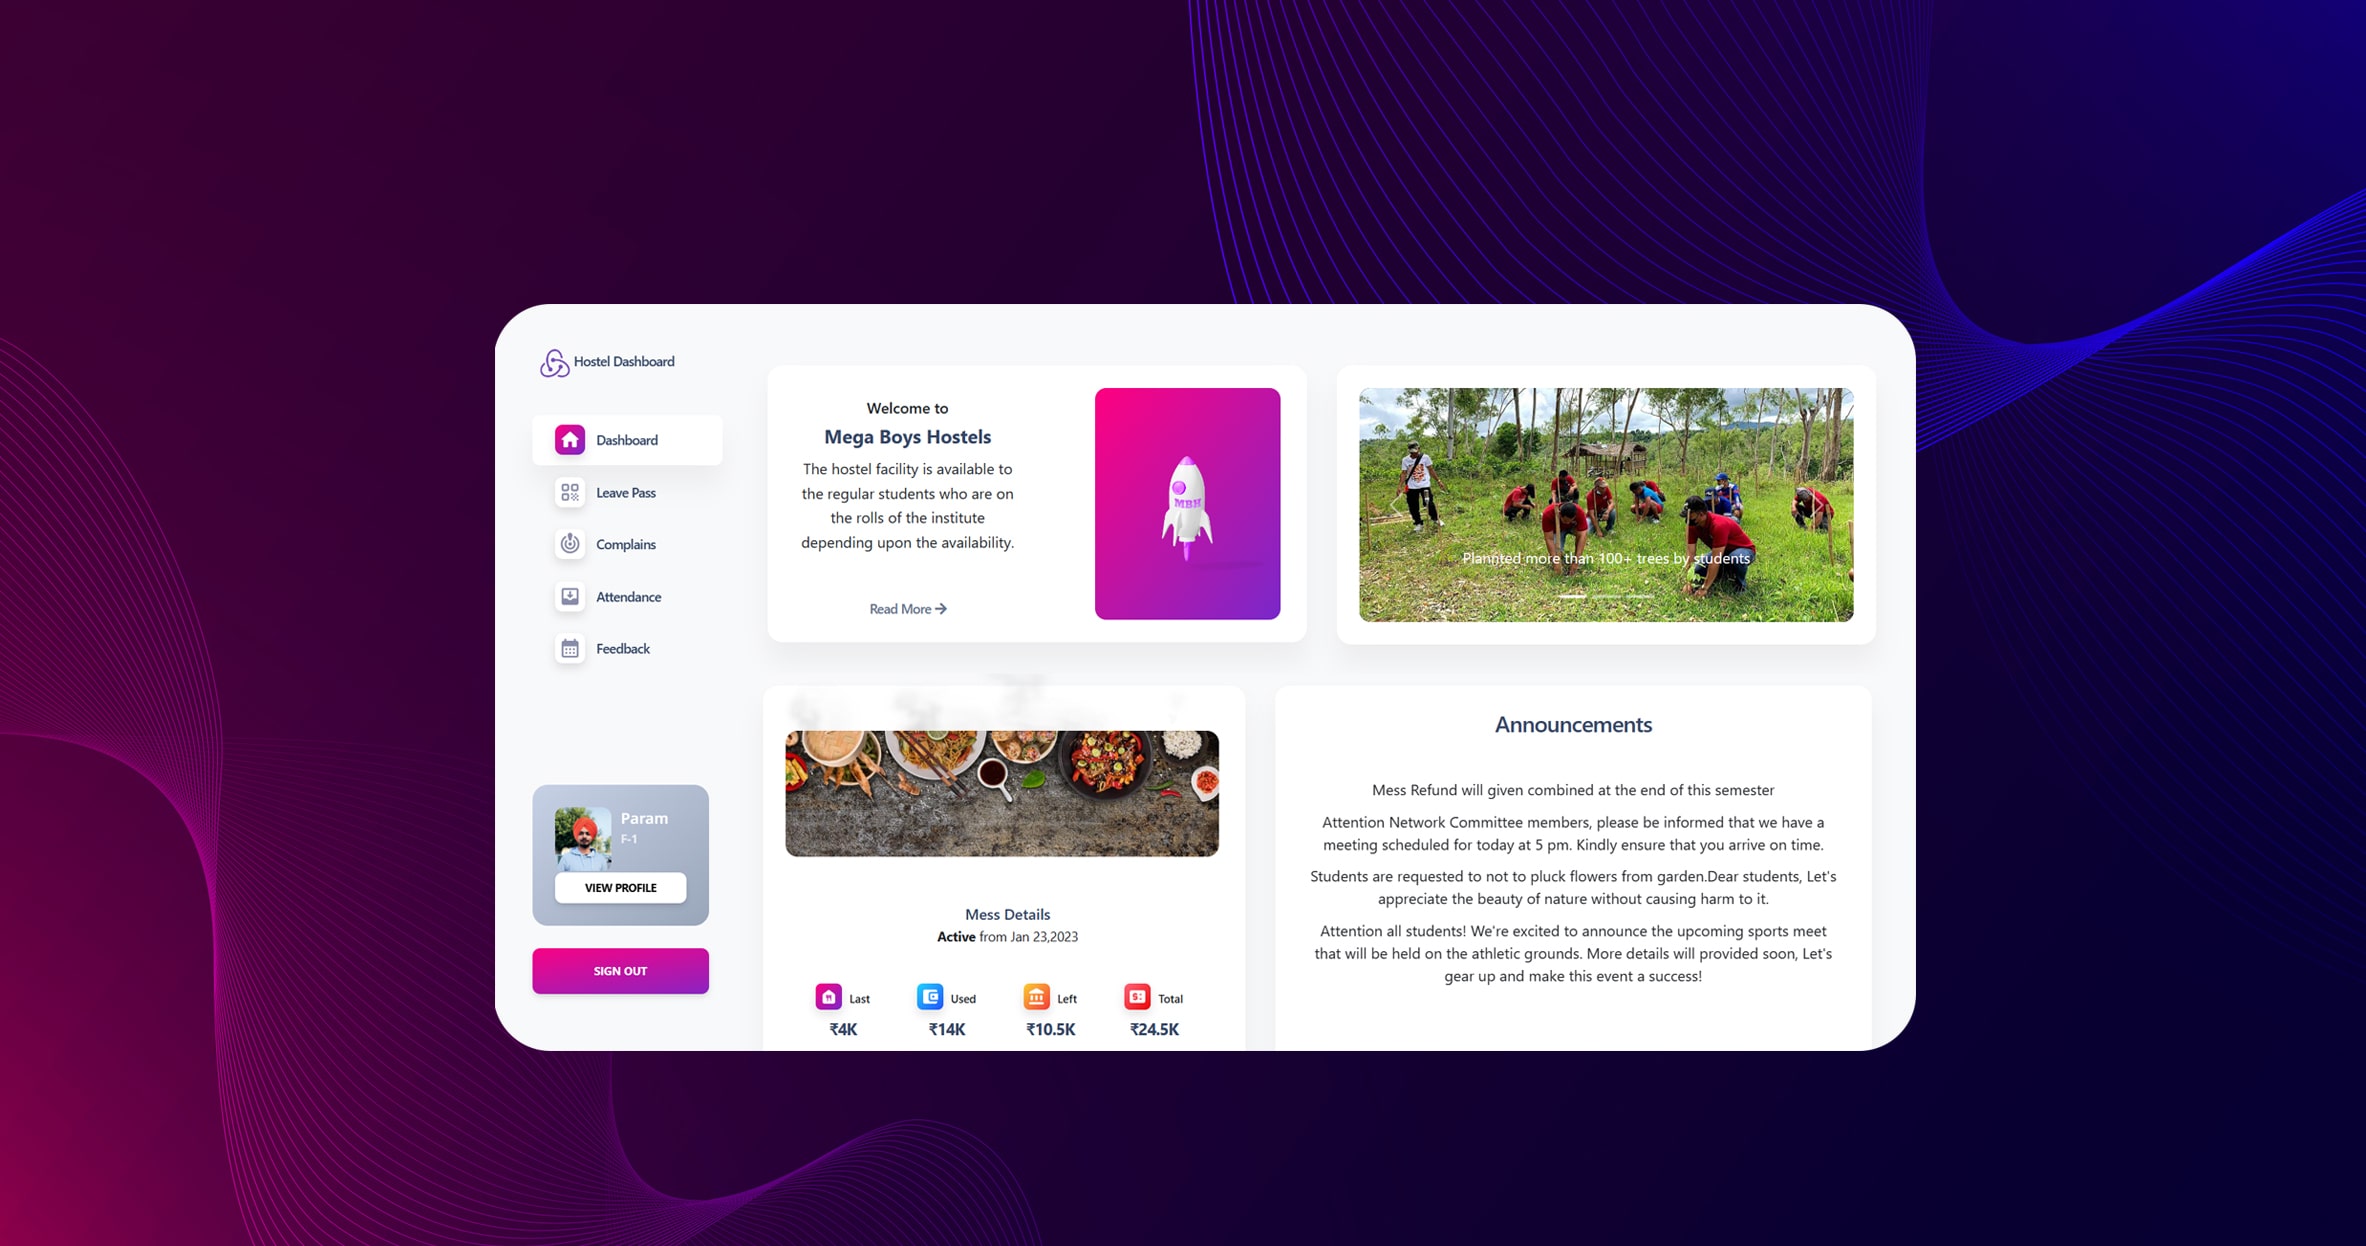 Hostel Dashboard
Dashboard
Leave Pass
Complains
Attendance
Feedback
Param
F-1
VIEW PROFILE
SIGN OUT
Welcome to
Mega Boys Hostels
The hostel facility is available to
the regular students who are on
the rolls of the institute
depending upon the availability.
Read More
MBH
Plannted more than 100+ trees by students
Mess Details
Active from Jan 23,2023
Last
Used
Left
Total
₹4K
₹14K
₹10.5K
₹24.5K
Announcements
Mess Refund will given combined at the end of this semester
Attention Network Committee members, please be informed that we have a
meeting scheduled for today at 5 pm. Kindly ensure that you arrive on time.
Students are requested to not to pluck flowers from garden.Dear students, Let's
appreciate the beauty of nature without causing harm to it.
Attention all students! We're excited to announce the upcoming sports meet
that will be held on the athletic grounds. More details will provided soon, Let's
gear up and make this event a success!